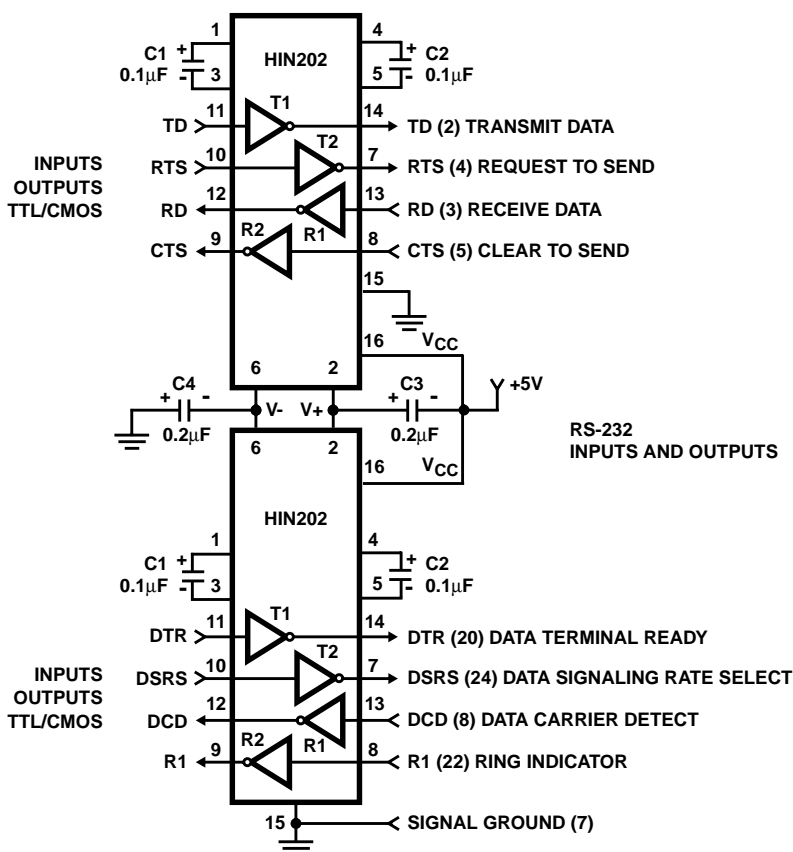 1
4
C1 +
HIN202
+ C2
0.1µF - 3
5 - 0.1µF
11 T1 14
TD
TD (2) TRANSMIT DATA
10 T2 7
INPUTS
OUTPUTS
TTL/CMOS
RTS
RTS (4) REQUEST TO SEND
12 13
RD
RD (3) RECEIVE DATA
9 R2 R1 8
CTS
CTS (5) CLEAR TO SEND
15
16 VCC
6 2
+ C4 -
+ C3 -
+5V
V- V+
0.2µF
0.2µF
RS-232
INPUTS AND OUTPUTS
6 2
16 VCC
HIN202
1
4
C1 +
+ C2
0.1µF - 3
5 - 0.1µF
11 T1 14
DTR
DTR (20) DATA TERMINAL READY
10 T2 7
INPUTS
OUTPUTS
TTL/CMOS
DSRS
DSRS (24) DATA SIGNALING RATE SELECT
12 13
DCD
DCD (8) DATA CARRIER DETECT
9 R2 R1 8
R1
R1 (22) RING INDICATOR
15
SIGNAL GROUND (7)